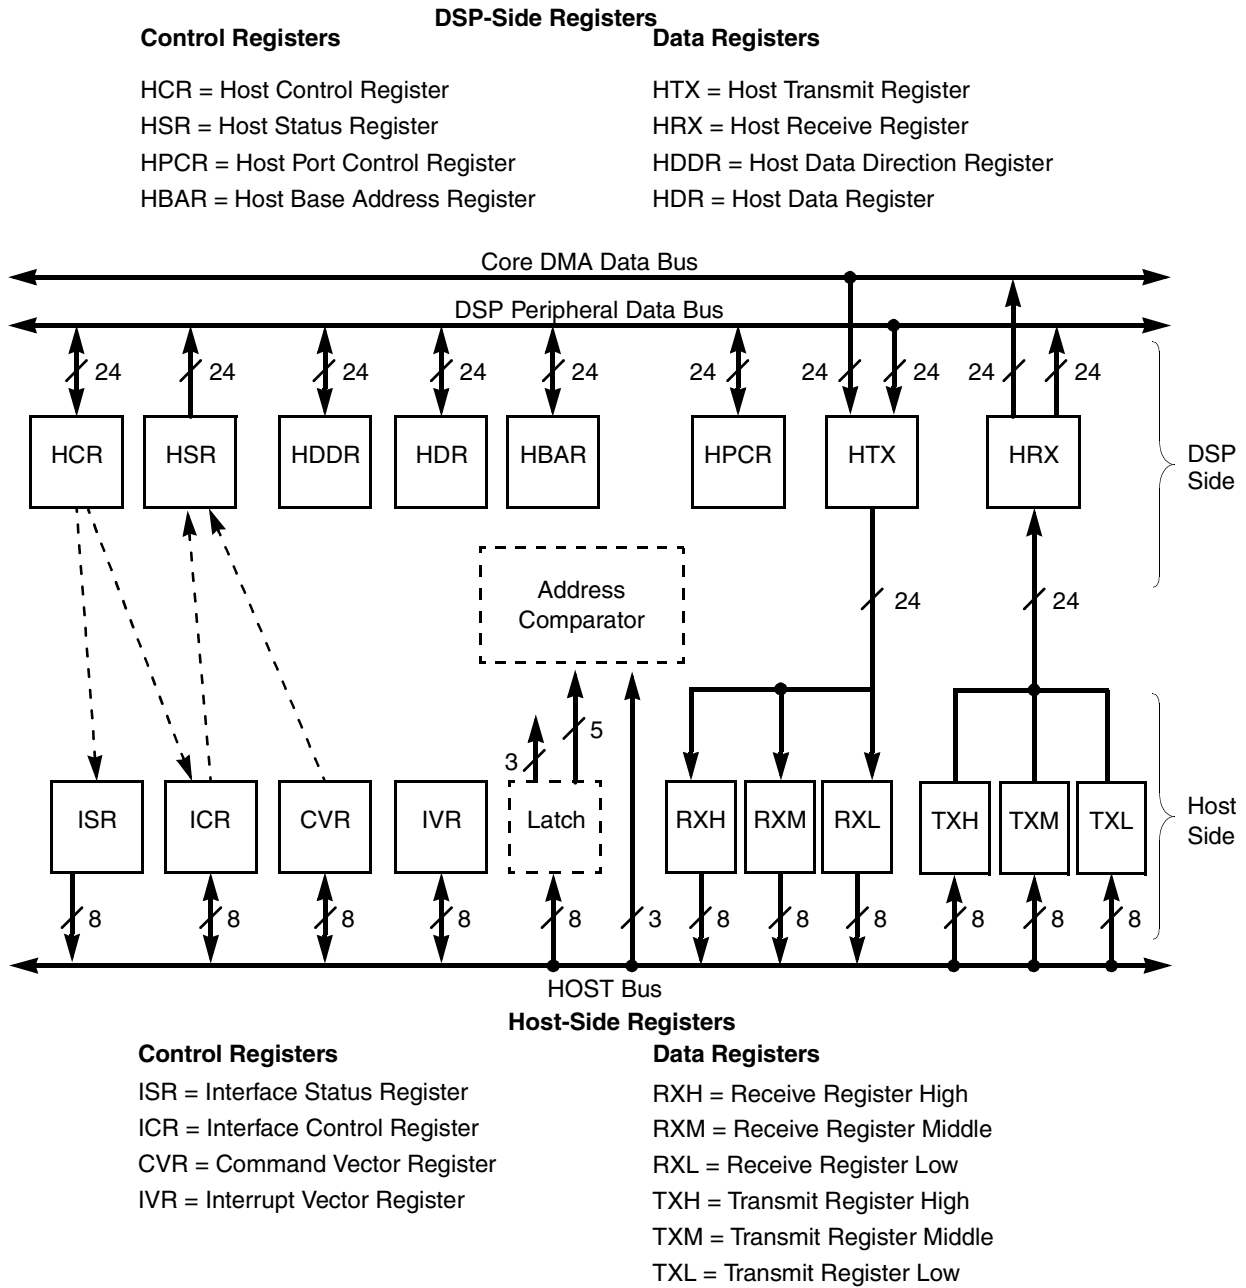 DSP-Side Registers
Control Registers
Data Registers
HCR = Host Control Register
HTX = Host Transmit Register
HSR = Host Status Register
HRX = Host Receive Register
HPCR = Host Port Control Register
HDDR = Host Data Direction Register
HBAR = Host Base Address Register
HDR = Host Data Register
Core DMA Data Bus
DSP Peripheral Data Bus
24 24 24 24 24 24 24 24 24 24
HCR HSR HDDR HDR HBAR HPCR HTX HRX
DSP
Side
Address
Comparator
24 24
5
3
ISR ICR CVR IVR Latch RXH RXM RXL TXH TXM TXL
Host
Side
8 8 8 8 8 3 8 8 8 8 8 8
HOST Bus
Host-Side Registers
Control Registers
Data Registers
ISR = Interface Status Register
RXH = Receive Register High
ICR = Interface Control Register
RXM = Receive Register Middle
CVR = Command Vector Register
RXL = Receive Register Low
IVR = Interrupt Vector Register
TXH = Transmit Register High
TXM = Transmit Register Middle
TXL = Transmit Register Low